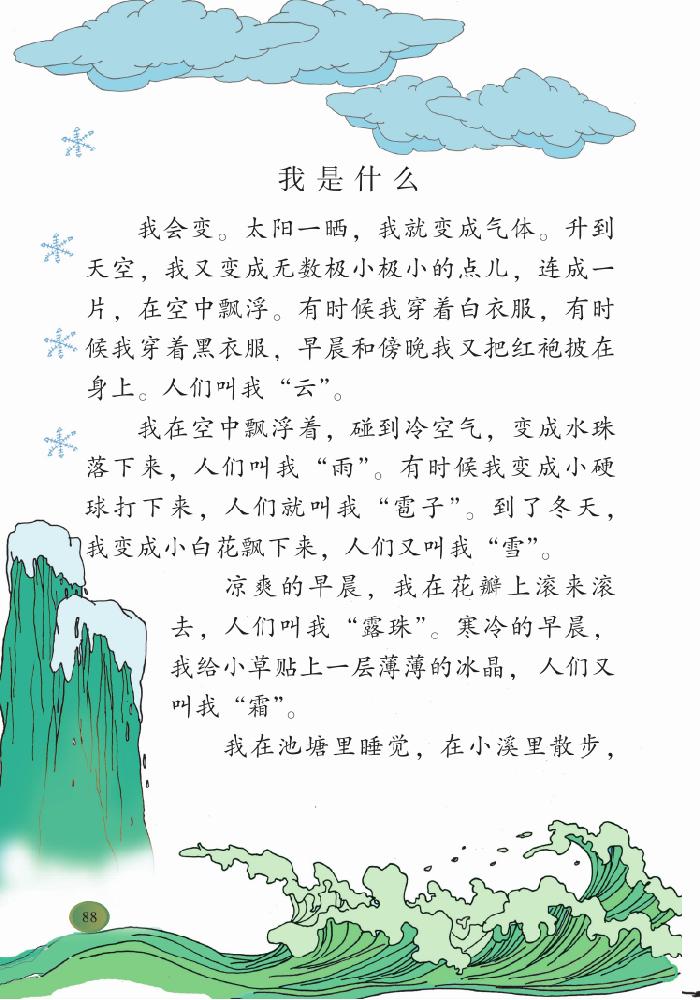 我是什么
我会变。太阳一晒，我就变成气体。升到
天空，我又变成无数极小极小的点儿，连成一
片，在空中飘浮。有时候我穿着白衣服，有时
候我穿着黑衣服，早晨和傍晚我又把红袍披在
身上。人们叫我“云”。
我在空中飘浮着，碰到冷空气，变成水珠
落下来，人们叫我“雨”。有时候我变成小硬
球打下来，人们就叫我“雹子”。到了冬天，
我变成小白花飘下来，人们又叫我“雪”。
凉爽的早晨，我在花瓣上滚来滚
去，人们叫我“露珠”。寒冷的早晨，
我给小草贴上一层薄薄的冰晶，人们又
叫我“霜”。
我在池塘里睡觉，在小溪里散步，
88